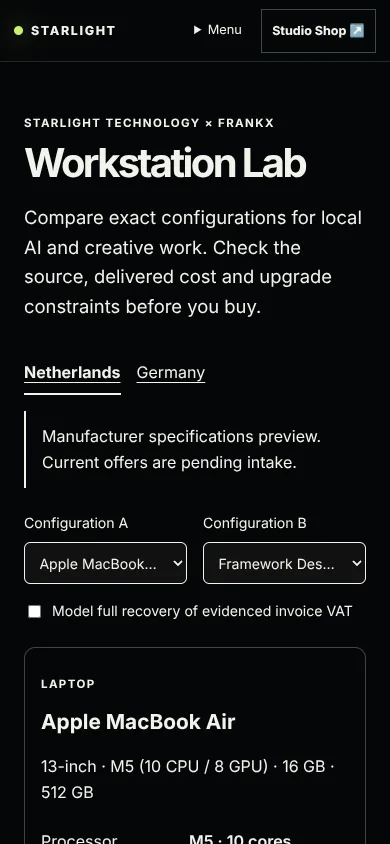 STARLIGHT
▶ Menu
Studio Shop ↗
STARLIGHT TECHNOLOGY × FRANKX
Workstation Lab
Compare exact configurations for local
AI and creative work. Check the
source, delivered cost and upgrade
constraints before you buy.
Netherlands Germany
Manufacturer specifications preview.
Current offers are pending intake.
Configuration A Configuration B
Apple MacBook... Framework Des...
Model full recovery of evidenced invoice VAT
LAPTOP
Apple MacBook Air
13-inch · M5 (10 CPU / 8 GPU) · 16 GB ·
512 GB
Processor M5 · 10 cores